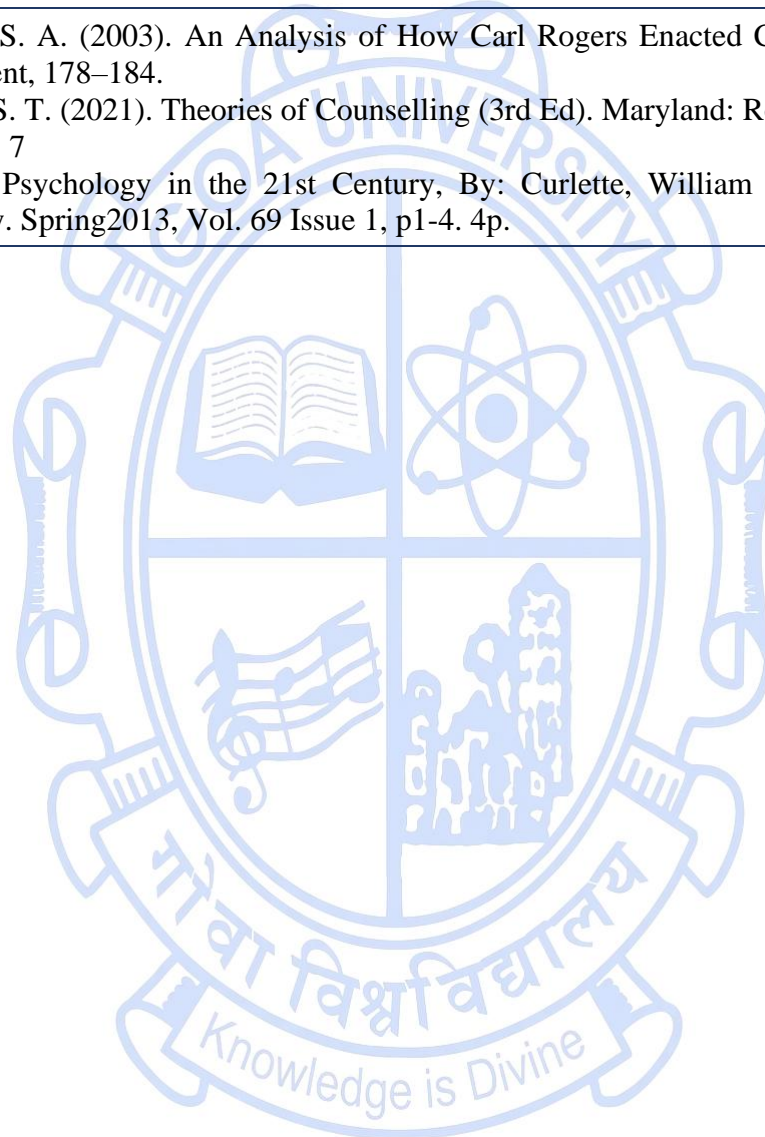 S. A. (2003). An Analysis of How Carl Rogers Enacted C
ent, 178–184.
S. T. (2021). Theories of Counselling (3rd Ed). Maryland: R
7
Psychology in the 21st Century, By: Curlette, William
y. Spring2013, Vol. 69 Issue 1, p1-4. 4p.
GOA UNIVERSITY
गोंवा विश्वविद्यालय
Knowledge is Divine